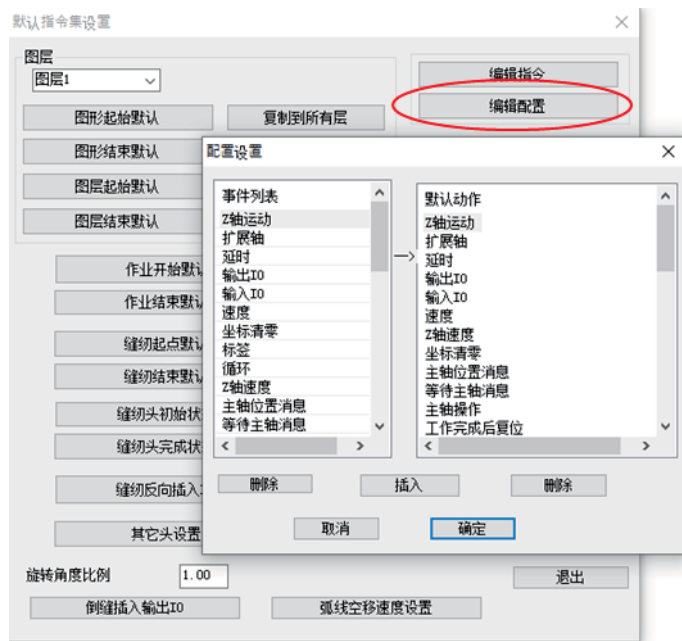 默认指令集设置
图层
图层1
编辑指令
图形起始默认
复制到所有层
编辑配置
图形结束默认
图层起始默认
图层结束默认
作业开始默认
作业结束默认
缝纫起点默认
缝纫结束默认
缝纫头初始状
缝纫头完成状
缝纫反向插入
其它头设置
旋转角度比例
1.00
退出
倒缝插入输出IO
弧线空移速度设置
配置设置
事件列表
Z轴运动
扩展轴
延时
输出IO
输入IO
速度
坐标清零
标签
循环
Z轴速度
主轴位置消息
等待主轴消息
-->
默认动作
Z轴运动
扩展轴
延时
输出IO
输入IO
速度
Z轴速度
坐标清零
主轴位置消息
等待主轴消息
主轴操作
工作完成后复位
删除
插入
删除
取消
确定